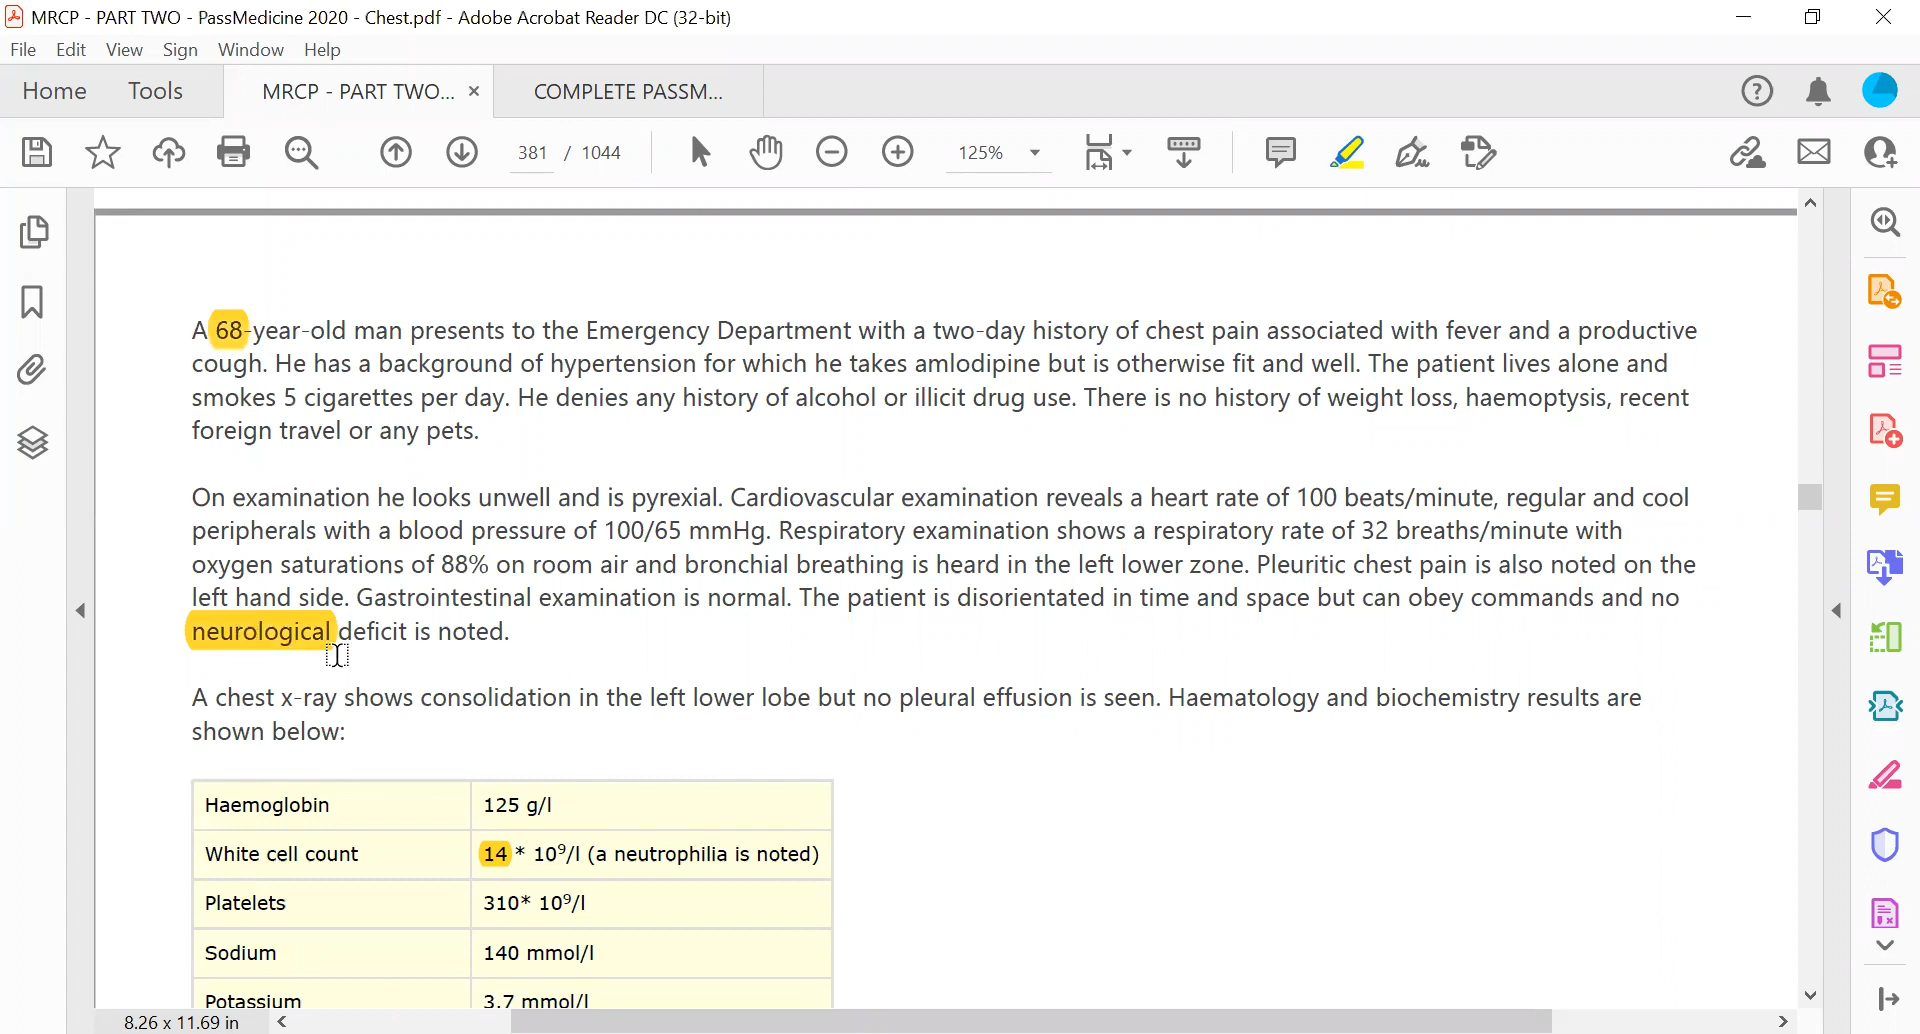 MRCP - PART TWO - PassMedicine 2020 - Chest.pdf - Adobe Acrobat Reader DC (32-bit)
File Edit View Sign Window Help
Home Tools MRCP - PART TWO... × COMPLETE PASSM...
381 / 1044 125%
A 68-year-old man presents to the Emergency Department with a two-day history of chest pain associated with fever and a productive
cough. He has a background of hypertension for which he takes amlodipine but is otherwise fit and well. The patient lives alone and
smokes 5 cigarettes per day. He denies any history of alcohol or illicit drug use. There is no history of weight loss, haemoptysis, recent
foreign travel or any pets.
On examination he looks unwell and is pyrexial. Cardiovascular examination reveals a heart rate of 100 beats/minute, regular and cool
peripherals with a blood pressure of 100/65 mmHg. Respiratory examination shows a respiratory rate of 32 breaths/minute with
oxygen saturations of 88% on room air and bronchial breathing is heard in the left lower zone. Pleuritic chest pain is also noted on the
left hand side. Gastrointestinal examination is normal. The patient is disorientated in time and space but can obey commands and no
neurological deficit is noted.
A chest x-ray shows consolidation in the left lower lobe but no pleural effusion is seen. Haematology and biochemistry results are
shown below:
Haemoglobin 125 g/l
White cell count 14 * 10⁹/l (a neutrophilia is noted)
Platelets 310* 10⁹/l
Sodium 140 mmol/l
Potassium 3.7 mmol/l
8.26 x 11.69 in